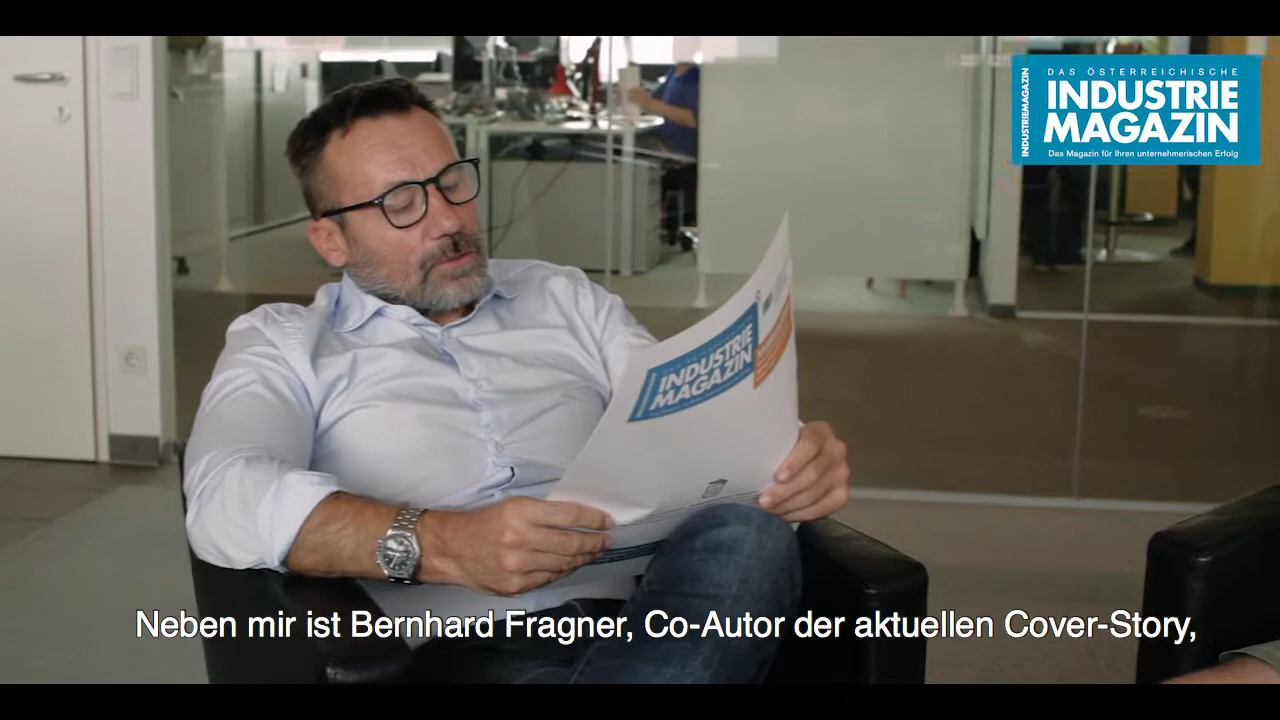 INDUSTRIEMAGAZIN
DAS ÖSTERREICHISCHE
INDUSTRIE
MAGAZIN
Das Magazin für Ihren unternehmerischen Erfolg
INDUSTRIE
MAGAZIN
Neben mir ist Bernhard Fragner, Co-Autor der aktuellen Cover-Story,